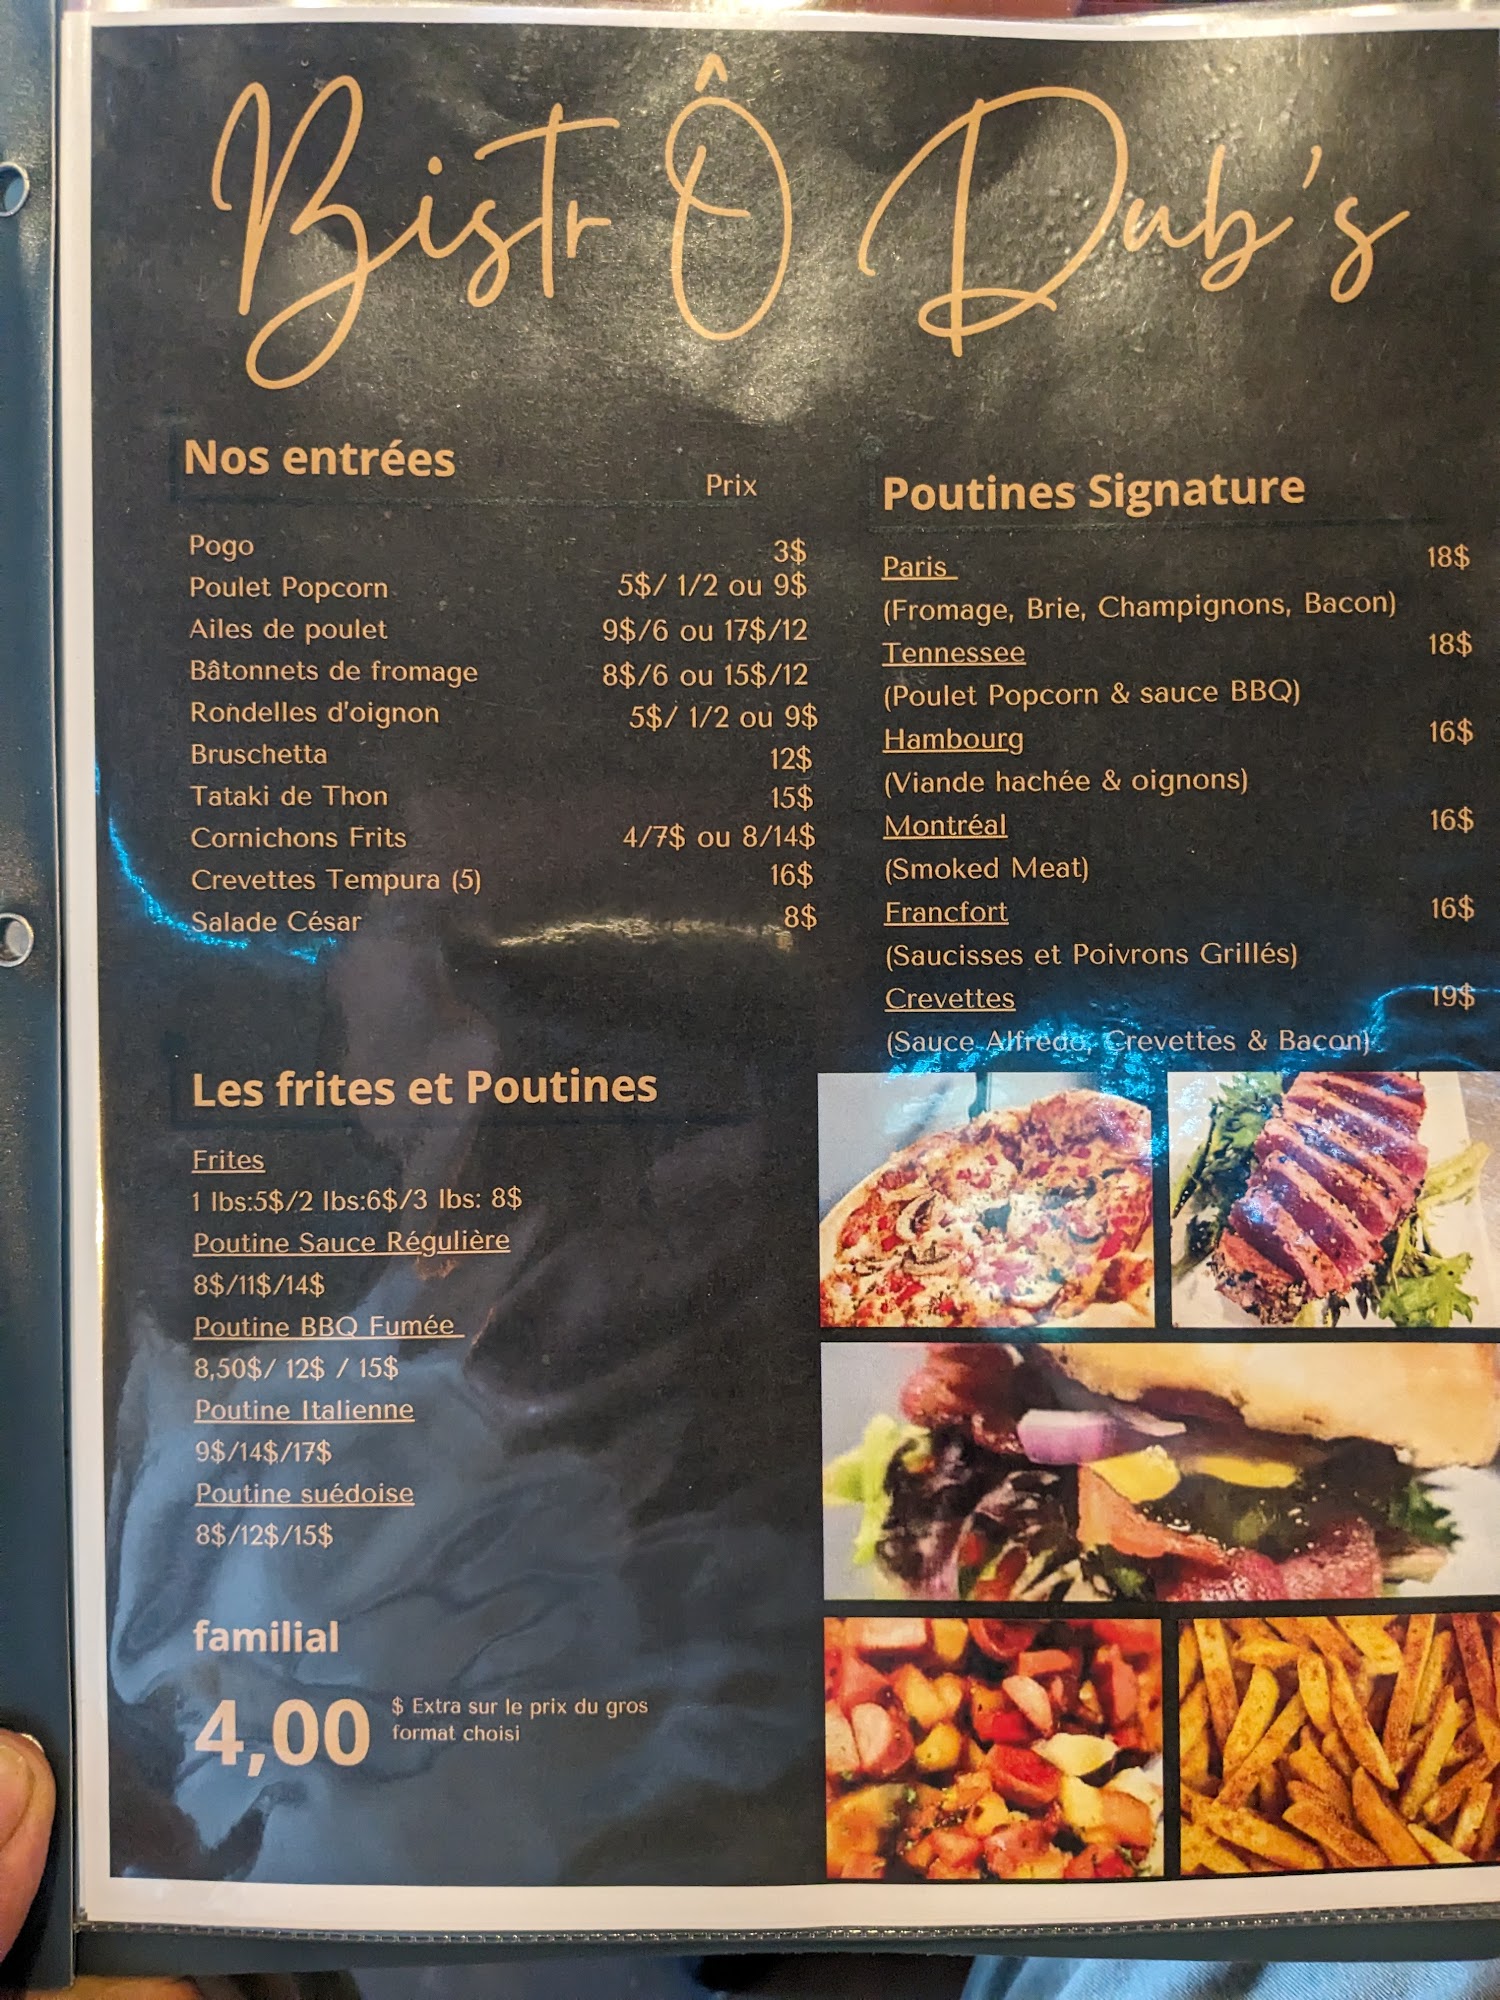 Bistr Ô Dub's
Nos entrées
Prix
Pogo 3$
Poulet Popcorn 5$/ 1/2 ou 9$
Ailes de poulet 9$/6 ou 17$/12
Bâtonnets de fromage 8$/6 ou 15$/12
Rondelles d'oignon 5$/ 1/2 ou 9$
Bruschetta 12$
Tataki de Thon 15$
Cornichons Frits 4/7$ ou 8/14$
Crevettes Tempura (5) 16$
Salade César 8$
Les frites et Poutines
Frites
1 lbs:5$/2 lbs:6$/3 lbs: 8$
Poutine Sauce Régulière
8$/11$/14$
Poutine BBQ Fumée
8,50$/ 12$ / 15$
Poutine Italienne
9$/14$/17$
Poutine suédoise
8$/12$/15$
familial
4,00 $ Extra sur le prix du gros
format choisi
Poutines Signature
Paris 18$
(Fromage, Brie, Champignons, Bacon)
Tennessee 18$
(Poulet Popcorn & sauce BBQ)
Hambourg 16$
(Viande hachée & oignons)
Montréal 16$
(Smoked Meat)
Francfort 16$
(Saucisses et Poivrons Grillés)
Crevettes 19$
(Sauce Alfredo, Crevettes & Bacon)